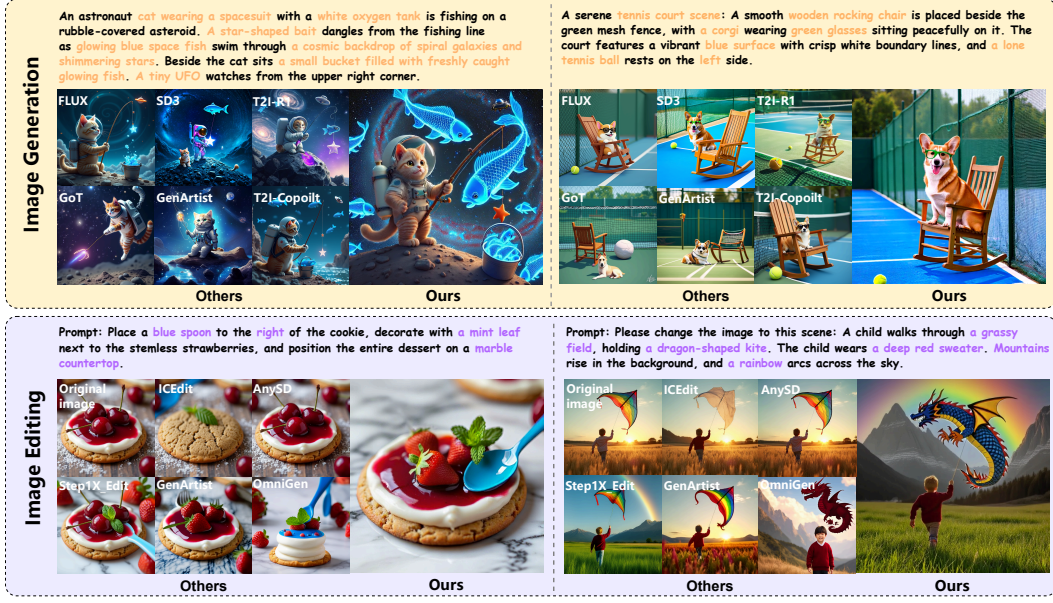 Image Generation
An astronaut cat wearing a spacesuit with a white oxygen tank is fishing on a
rubble-covered asteroid. A star-shaped bait dangles from the fishing line
as glowing blue space fish swim through a cosmic backdrop of spiral galaxies and
shimmering stars. Beside the cat sits a small bucket filled with freshly caught
glowing fish. A tiny UFO watches from the upper right corner.
FLUX
SD3
T2I-R1
GoT
GenArtist
T2I-Copoilt
Others
Ours
A serene tennis court scene: A smooth wooden rocking chair is placed beside the
green mesh fence, with a corgi wearing green glasses sitting peacefully on it. The
court features a vibrant blue surface with crisp white boundary lines, and a lone
tennis ball rests on the left side.
FLUX
SD3
T2I-R1
GoT
GenArtist
T2I-Copoilt
Others
Ours
Image Editing
Prompt: Place a blue spoon to the right of the cookie, decorate with a mint leaf
next to the stemless strawberries, and position the entire dessert on a marble
countertop.
Original
image
ICEdit
AnySD
Step1X_Edit
GenArtist
OmniGen
Others
Ours
Prompt: Please change the image to this scene: A child walks through a grassy
field, holding a dragon-shaped kite. The child wears a deep red sweater. Mountains
rise in the background, and a rainbow arcs across the sky.
Original
image
ICEdit
AnySD
Step1X_Edit
GenArtist
OmniGen
Others
Ours